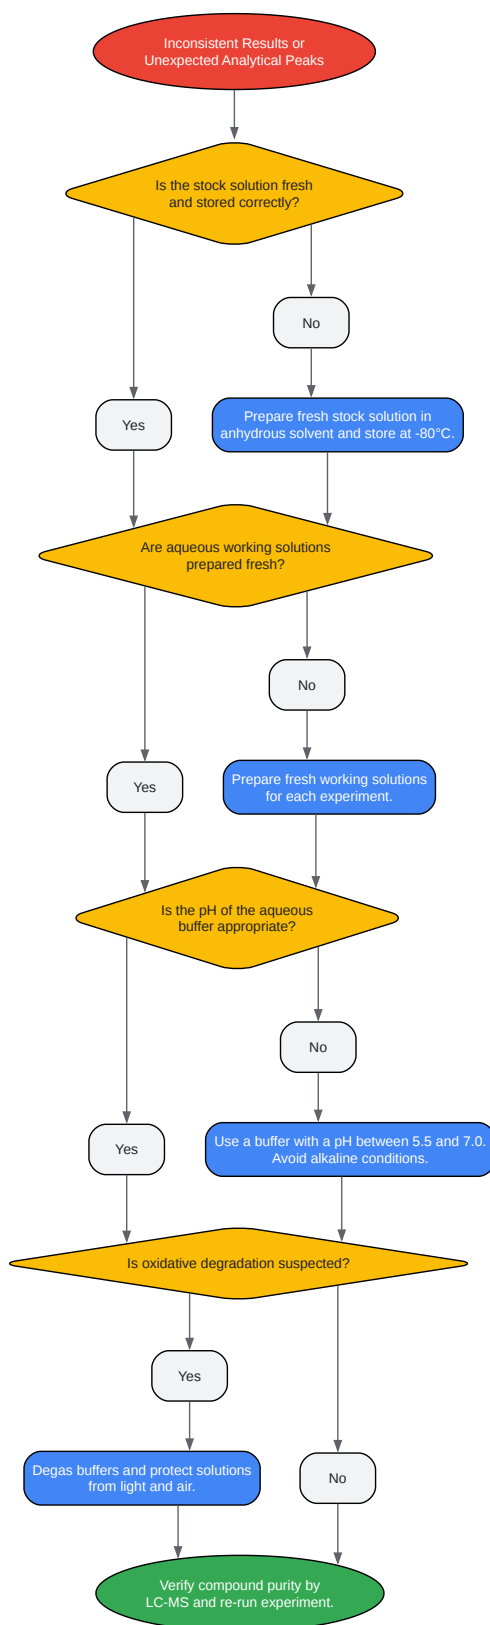 Inconsistent Results or
Unexpected Analytical Peaks
Is the stock solution fresh
and stored correctly?
No
Yes
Prepare fresh stock solution in
anhydrous solvent and store at -80°C.
Are aqueous working solutions
prepared fresh?
No
Yes
Prepare fresh working solutions
for each experiment.
Is the pH of the aqueous
buffer appropriate?
No
Yes
Use a buffer with a pH between 5.5 and 7.0.
Avoid alkaline conditions.
Is oxidative degradation suspected?
Yes
Degas buffers and protect solutions
from light and air.
No
Verify compound purity by
LC-MS and re-run experiment.